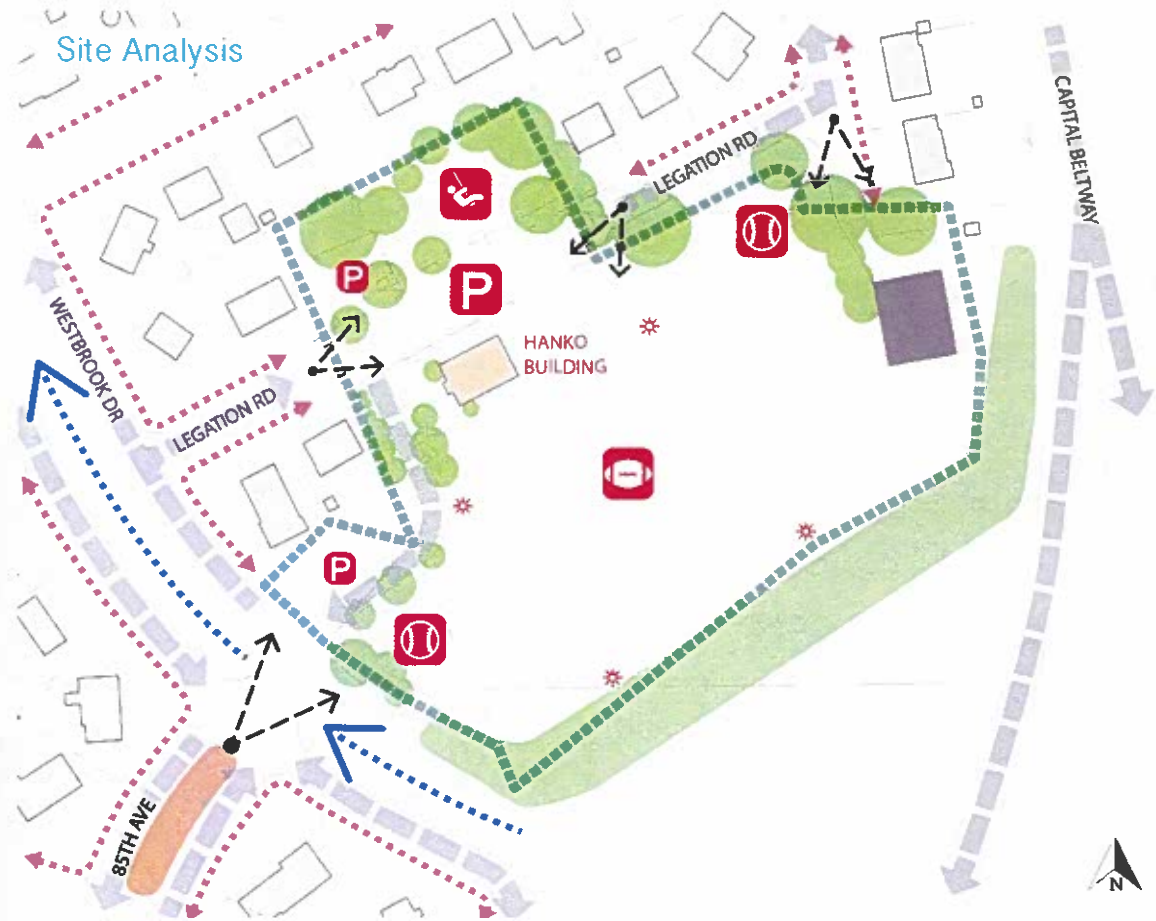 Site Analysis
CAPITAL BELTWAY
LEGATION RD
P
P
HANKO
BUILDING
WESTBROOK DR
LEGATION RD
P
85TH AVE
N